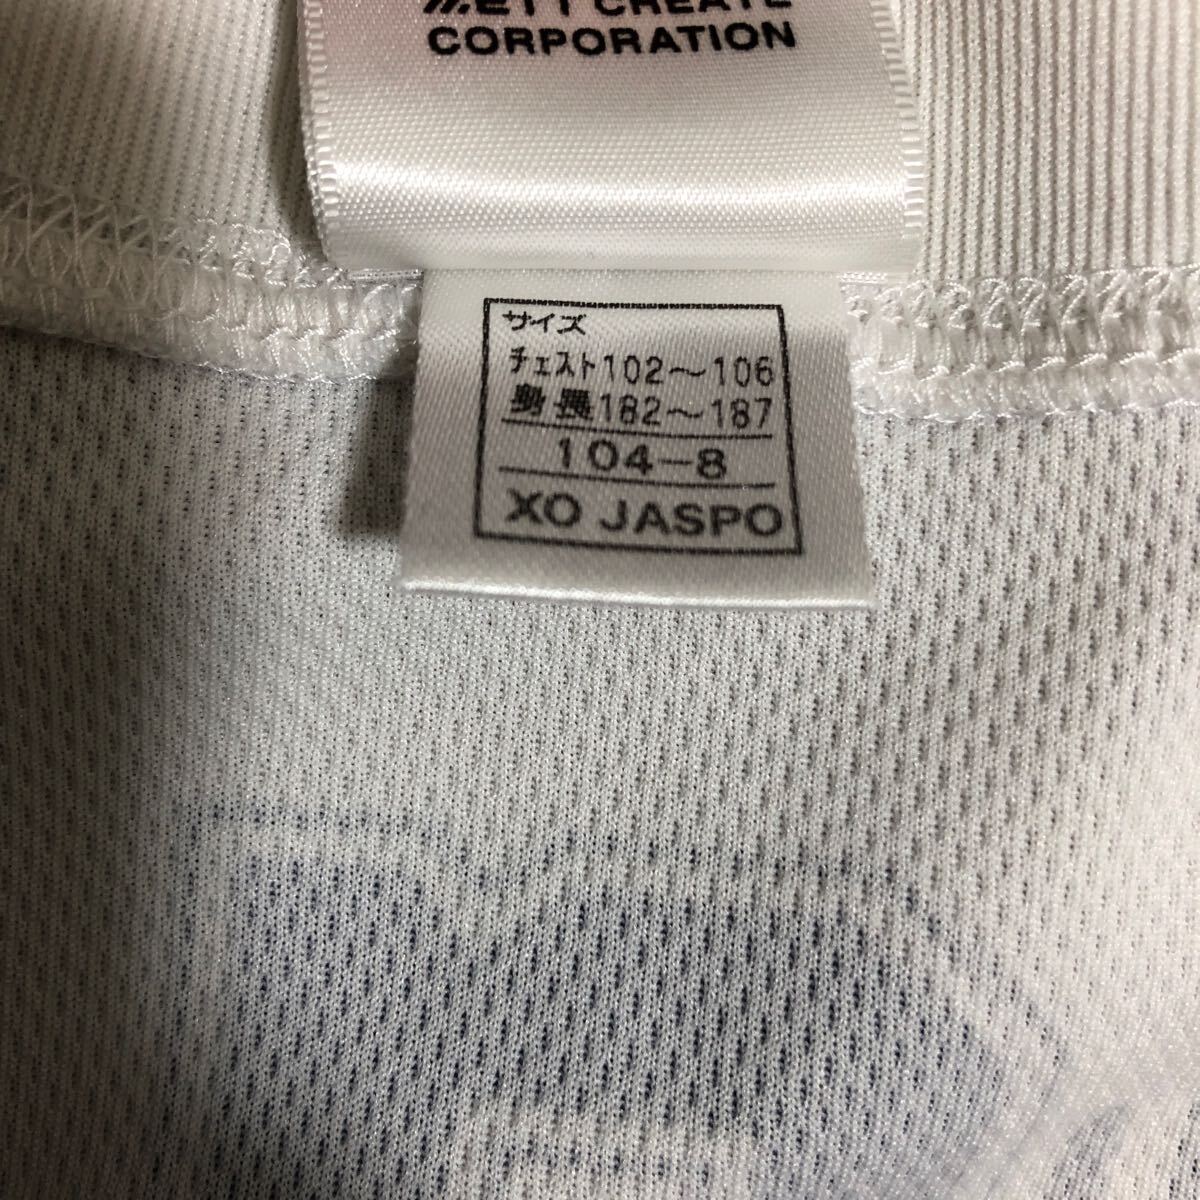 CREATE
CORPORATION
サイズ
チェスト102～106
身長182～187
104-8
XO JASPO